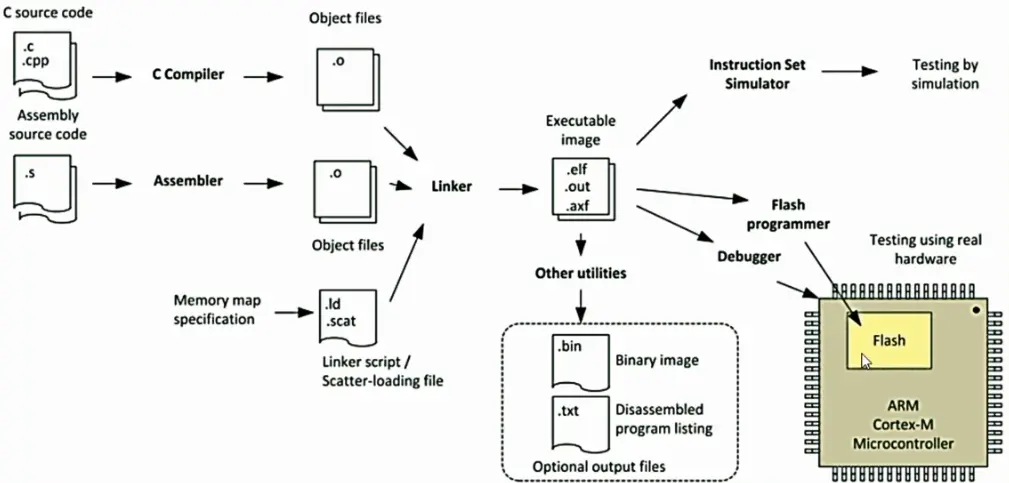 C source code
.c
.cpp
C Compiler
Object files
.o
Assembly
source code
.s
Assembler
.o
Object files
Linker
Memory map
specification
.ld
.scat
Linker script /
Scatter-loading file
Executable
image
.elf
.out
.axf
Other utilities
.bin
Binary image
.txt
Disassembled
program listing
Optional output files
Instruction Set
Simulator
Testing by
simulation
Flash
programmer
Debugger
Testing using real
hardware
Flash
ARM
Cortex-M
Microcontroller